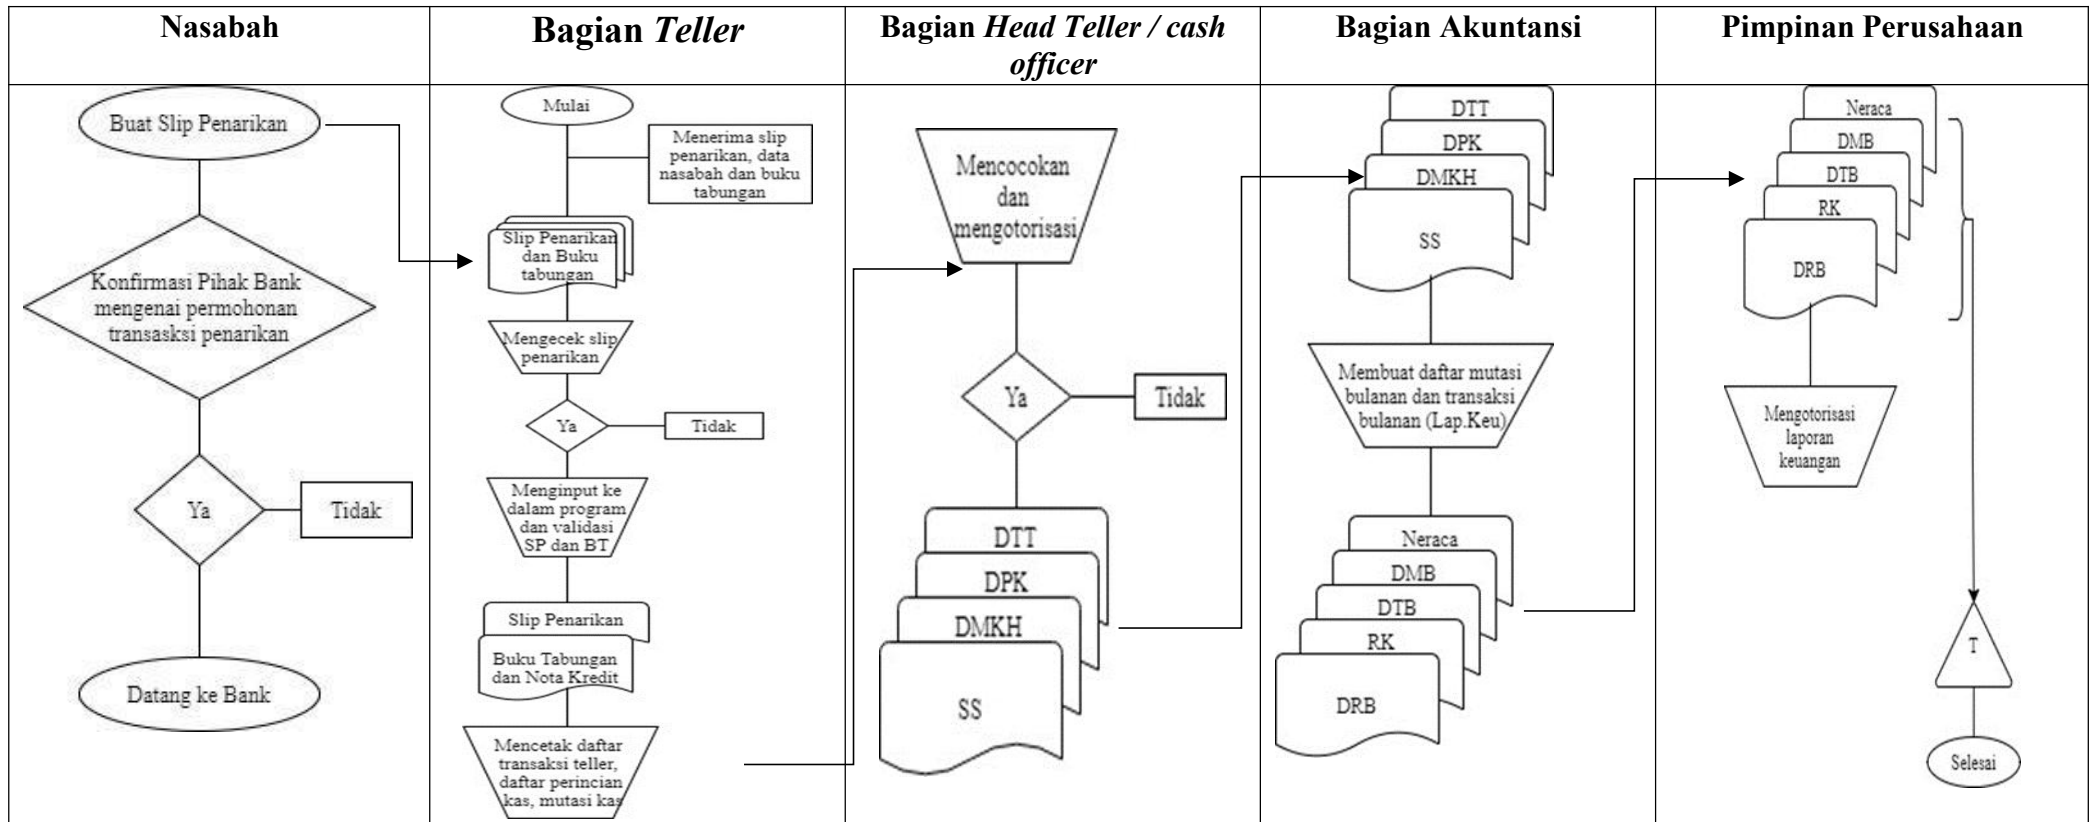 Nasabah
Bagian Teller
Bagian Head Teller / cash
officer
Bagian Akuntansi
Pimpinan Perusahaan
Buat Slip Penarikan
Konfirmasi Pihak Bank
mengenai permohonan
transasksi penarikan
Ya
Tidak
Datang ke Bank
Mulai
Menerima slip
penarikan, data
nasabah dan buku
tabungan
Slip Penarikan
dan Buku
tabungan
Mengecek slip
penarikan
Ya
Tidak
Menginput ke
dalam program
dan validasi
SP dan BT
Slip Penarikan
Buku Tabungan
dan Nota Kredit
Mencetak daftar
transaksi teller,
daftar perincian
kas, mutasi kas
Mencocokan
dan
mengotorisasi
Ya
Tidak
DTT
DPK
DMKH
SS
DTT
DPK
DMKH
SS
Membuat daftar mutasi
bulanan dan transaksi
bulanan (Lap.Keu)
Neraca
DMB
DTB
RK
DRB
Neraca
DMB
DTB
RK
DRB
Mengotorisasi
laporan
keuangan
T
Selesai